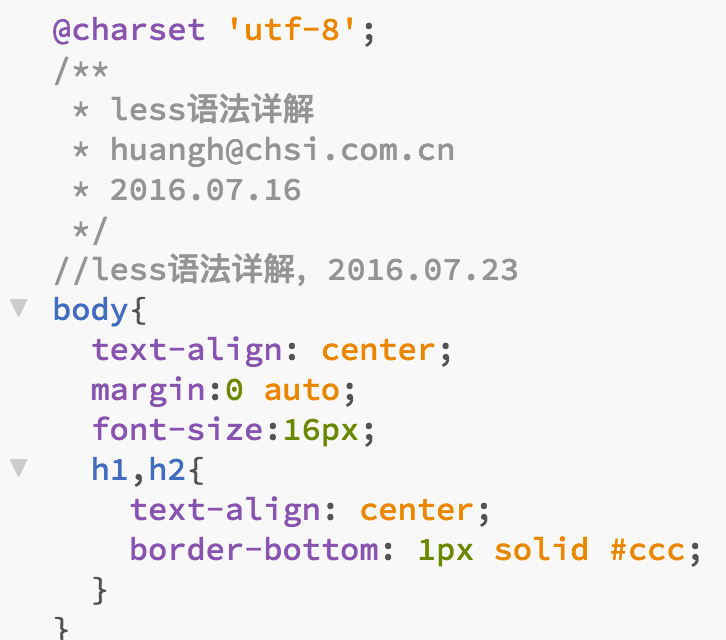 @charset 'utf-8';
/**
 * less语法详解
 * huangh@chsi.com.cn
 * 2016.07.16
 */
//less语法详解，2016.07.23
body{
  text-align: center;
  margin:0 auto;
  font-size:16px;
  h1,h2{
    text-align: center;
    border-bottom: 1px solid #ccc;
  }
}